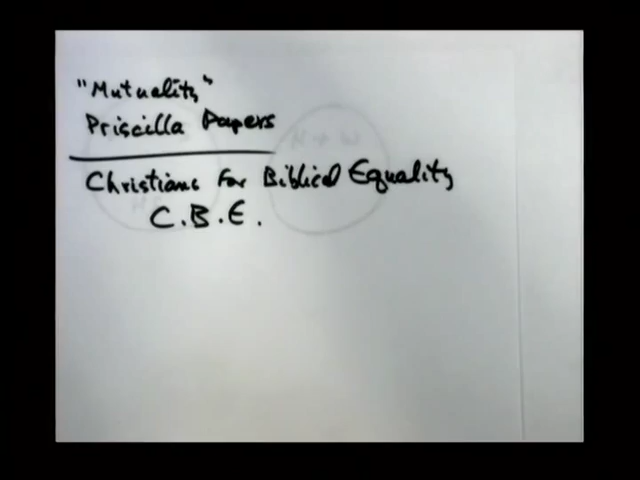 "Mutuality"
Priscilla Papers
Christians For Biblical Equality
C.B.E.